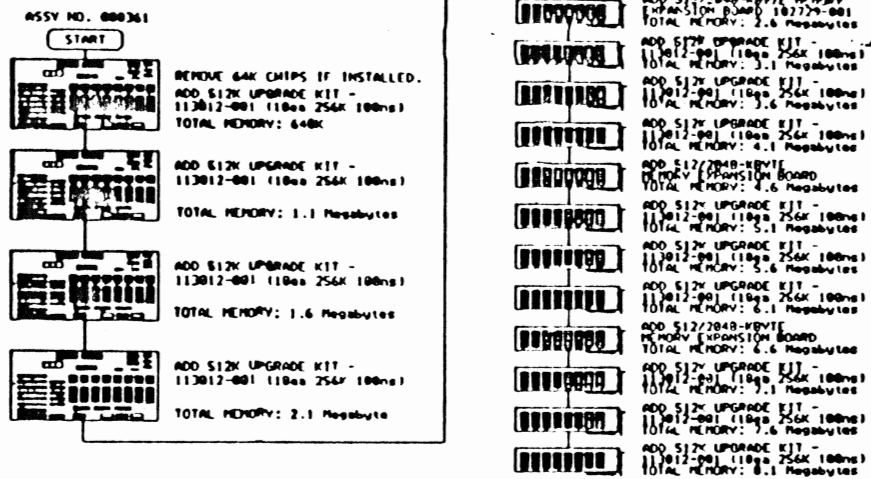 ASSY NO. 000361
START
REMOVE 64K CHIPS IF INSTALLED.
ADD 512K UPGRADE KIT -
113012-001 (18ea 256K 100ns)
TOTAL MEMORY: 640K
ADD 512K UPGRADE KIT -
113012-001 (18ea 256K 100ns)
TOTAL MEMORY: 1.1 Megabytes
ADD 512K UPGRADE KIT -
113012-001 (18ea 256K 100ns)
TOTAL MEMORY: 1.6 Megabytes
ADD 512K UPGRADE KIT -
113012-001 (18ea 256K 100ns)
TOTAL MEMORY: 2.1 Megabyte
EXPANSION BOARD 107729-001
TOTAL MEMORY: 2.6 Megabytes
ADD 512K UPGRADE KIT -
113012-001 (18ea 256K 100ns)
TOTAL MEMORY: 3.1 Megabytes
ADD 512K UPGRADE KIT -
113012-001 (18ea 256K 100ns)
TOTAL MEMORY: 3.6 Megabytes
ADD 512K UPGRADE KIT -
113012-001 (18ea 256K 100ns)
TOTAL MEMORY: 4.1 Megabytes
ADD 512/2048-KBYTE
MEMORY EXPANSION BOARD
TOTAL MEMORY: 4.6 Megabytes
ADD 512K UPGRADE KIT -
113012-001 (18ea 256K 100ns)
TOTAL MEMORY: 5.1 Megabytes
ADD 512K UPGRADE KIT -
113012-001 (18ea 256K 100ns)
TOTAL MEMORY: 5.6 Megabytes
ADD 512K UPGRADE KIT -
113012-001 (18ea 256K 100ns)
TOTAL MEMORY: 6.1 Megabytes
ADD 512/2048-KBYTE
MEMORY EXPANSION BOARD
TOTAL MEMORY: 6.6 Megabytes
ADD 512K UPGRADE KIT -
113012-001 (18ea 256K 100ns)
TOTAL MEMORY: 7.1 Megabytes
ADD 512K UPGRADE KIT -
113012-001 (18ea 256K 100ns)
TOTAL MEMORY: 7.6 Megabytes
ADD 512K UPGRADE KIT -
113012-001 (18ea 256K 100ns)
TOTAL MEMORY: 8.1 Megabytes